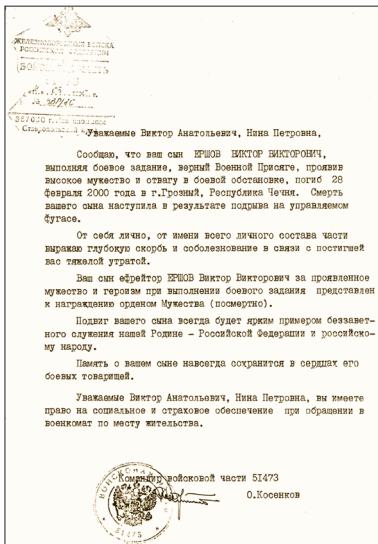 ЖЕЛЕЗНОДОРОЖНЫЕ ВОЙСКА
РОССИЙСКОЙ ФЕДЕРАЦИИ
Уважаемые Виктор Анатольевич, Нина Петровна,
Сообщаю, что ваш сын ЕРШОВ ВИКТОР ВИКТОРОВИЧ,
выполняя боевое задание, верный Военной Присяге, проявив
высокое мужество и отвагу в боевой обстановке, погиб 28
февраля 2000 года в г.Грозный, Республика Чечня. Смерть
вашего сына наступила в результате подрыва на управляемом
фугасе.
От себя лично, от имени всего личного состава части
выражаю глубокую скорбь и соболезнование в связи с постигшей
вас тяжелой утратой.
Ваш сын ефрейтор ЕРШОВ Виктор Викторович за проявленное
мужество и героизм при выполнении боевого задания представлен
к награждению орденом Мужества (посмертно).
Подвиг вашего сына всегда будет ярким примером беззавет-
ного служения нашей Родине - Российской Федерации и российско-
му народу.
Память о вашем сыне навсегда сохранится в сердцах его
боевых товарищей.
Уважаемые Виктор Анатольевич, Нина Петровна, вы имеете
право на социальное и страховое обеспечение при обращении в
военкомат по месту жительства.
Командир войсковой части 51473
О.Косенков
51473